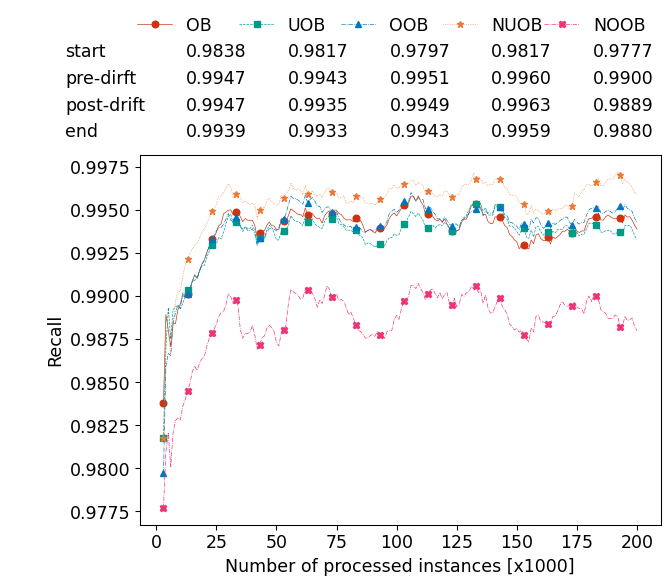 OB UOB OOB NUOB NOOB
start 0.9838 0.9817 0.9797 0.9817 0.9777
pre-dirft 0.9947 0.9943 0.9951 0.9960 0.9900
post-drift 0.9947 0.9935 0.9949 0.9963 0.9889
end 0.9939 0.9933 0.9943 0.9959 0.9880
0.9975
0.9950
0.9925
0.9900
0.9875
0.9850
0.9825
0.9800
0.9775
Recall
0 25 50 75 100 125 150 175 200
Number of processed instances [x1000]